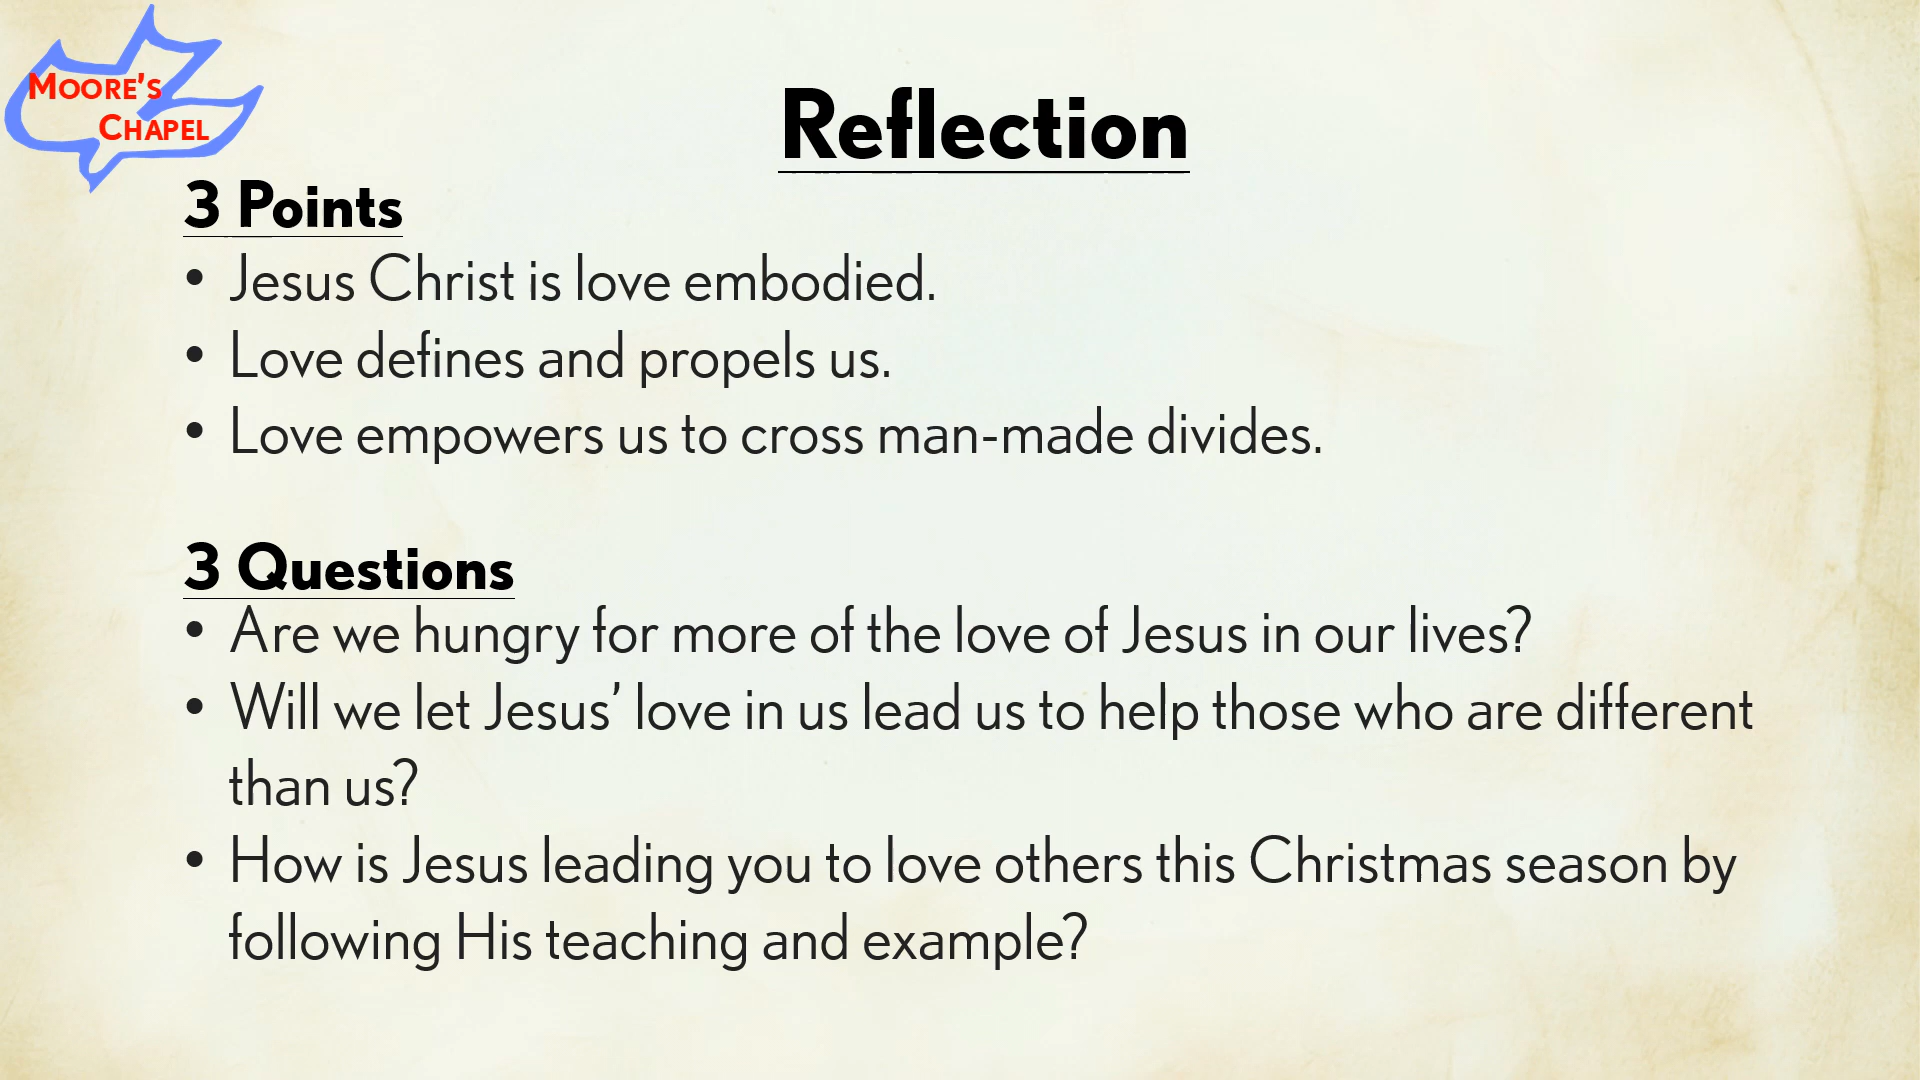 Moore's
Chapel
Reflection
3 Points
• Jesus Christ is love embodied.
• Love defines and propels us.
• Love empowers us to cross man-made divides.
3 Questions
• Are we hungry for more of the love of Jesus in our lives?
• Will we let Jesus’ love in us lead us to help those who are different
than us?
• How is Jesus leading you to love others this Christmas season by
following His teaching and example?